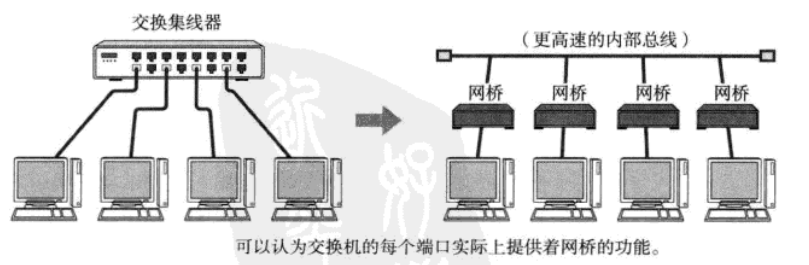 交换集线器
（更高速的内部总线）
网桥 网桥 网桥 网桥
可以认为交换机的每个端口实际上提供着网桥的功能。